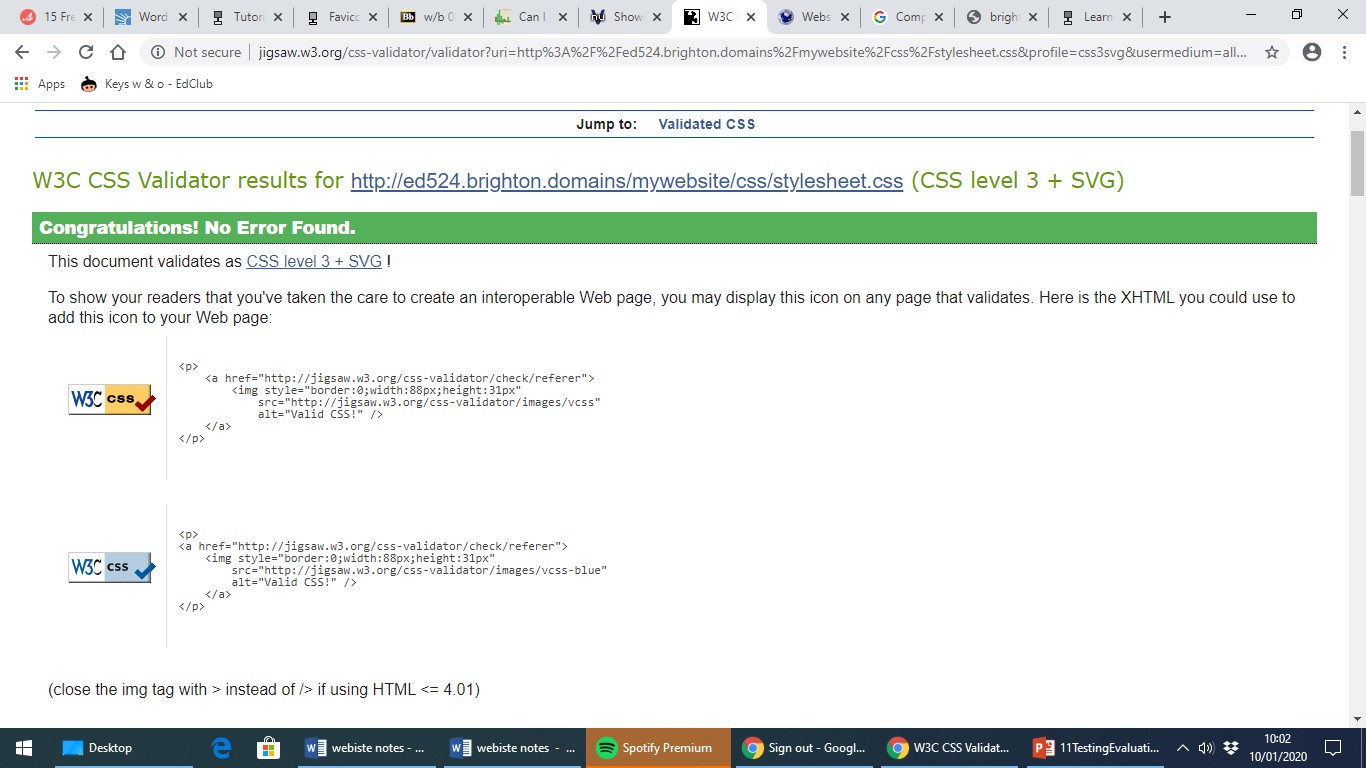 15 Fre
Word
Tutori
Favicc
Bb w/b 0
Can I
Show
W3C
Webs
Comp
brigh
Learn
Not secure | jigsaw.w3.org/css-validator/validator?uri=http%3A%2F%2Fed524.brighton.domains%2Fmywebsite%2Fcss%2Fstylesheet.css&profile=css3svg&usermedium=all...
Apps Keys w & o - EdClub
Jump to: Validated CSS
W3C CSS Validator results for http://ed524.brighton.domains/mywebsite/css/stylesheet.css (CSS level 3 + SVG)
Congratulations! No Error Found.
This document validates as CSS level 3 + SVG !
To show your readers that you've taken the care to create an interoperable Web page, you may display this icon on any page that validates. Here is the XHTML you could use to
add this icon to your Web page:
W3C css
<p>
<a href="http://jigsaw.w3.org/css-validator/check/referer">
<img style="border:0;width:88px;height:31px"
src="http://jigsaw.w3.org/css-validator/images/vcss"
alt="Valid CSS!" />
</a>
</p>
W3C css
<p>
<a href="http://jigsaw.w3.org/css-validator/check/referer">
<img style="border:0;width:88px;height:31px"
src="http://jigsaw.w3.org/css-validator/images/vcss-blue"
alt="Valid CSS!" />
</a>
</p>
(close the img tag with > instead of /> if using HTML <= 4.01)
Desktop
webiste notes - ...
webiste notes - ...
Spotify Premium
Sign out - Googl...
W3C CSS Validat...
11TestingEvaluati...
10:02
10/01/2020